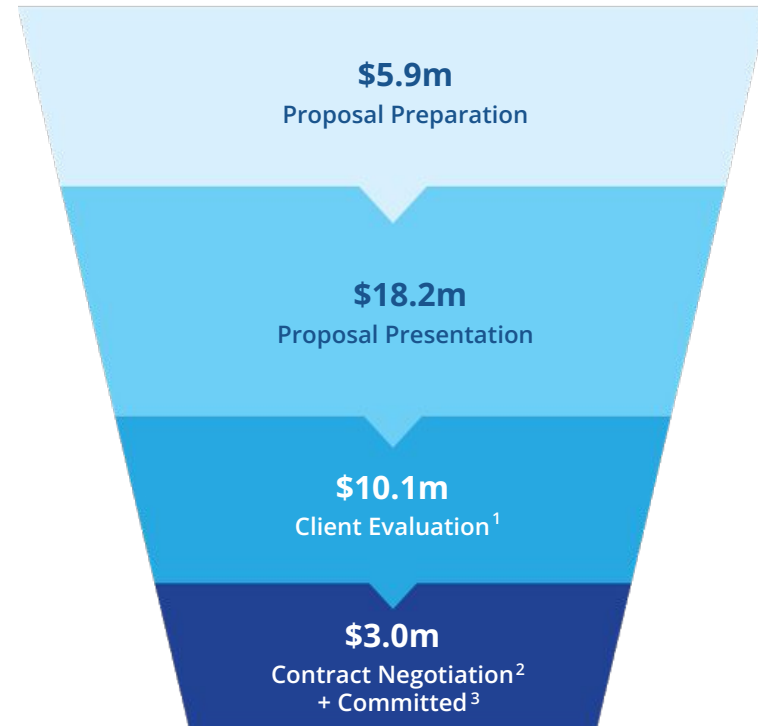 $5.9m
Proposal Preparation
$18.2m
Proposal Presentation
$10.1m
Client Evaluation¹
$3.0m
Contract Negotiation²
+ Committed³